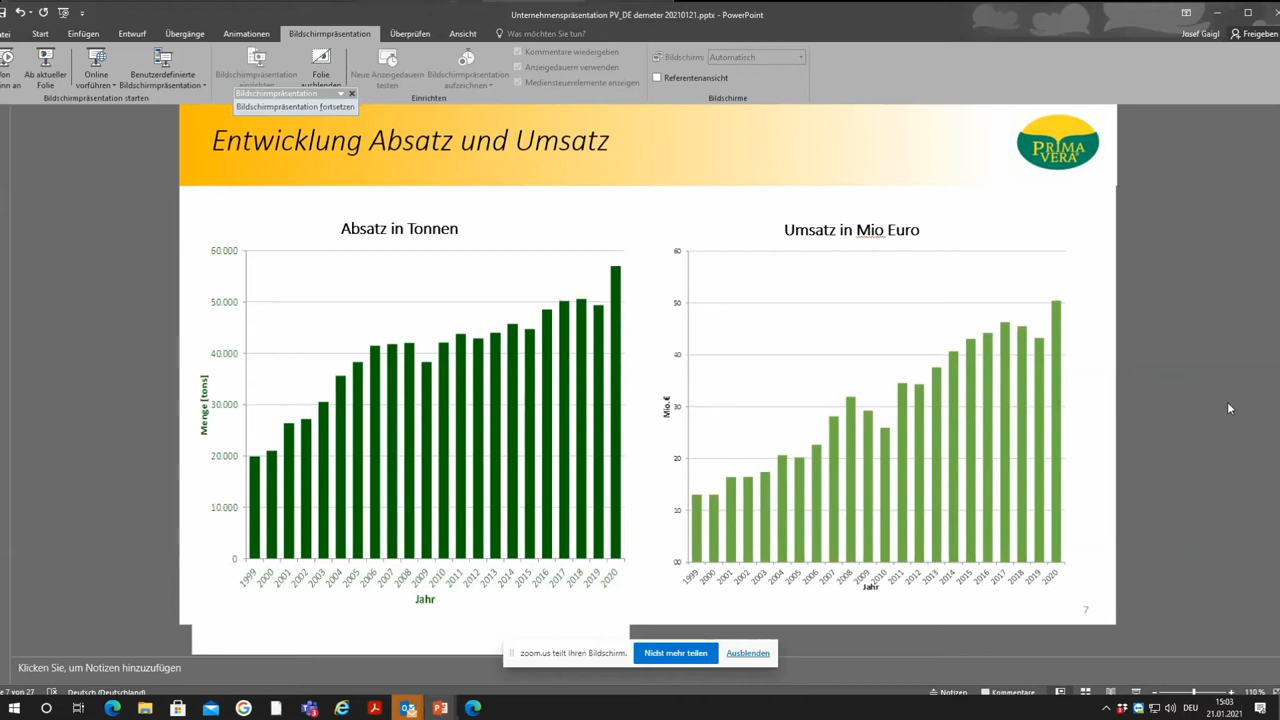 Unternehmenspräsentation PV_DE demeter 20210121.pptx - PowerPoint
Start Einfügen Entwurf Übergänge Animationen Bildschirmpräsentation Überprüfen Ansicht Was möchten Sie tun? Josef Gaigl Freigeben
Ab aktueller Folie
Online vorführen
Benutzerdefinierte Bildschirmpräsentation
Bildschirmpräsentation einrichten
Folie ausblenden
Neue Anzeigedauern testen
Bildschirmpräsentation aufzeichnen
Kommentare wiedergeben
Anzeigedauern verwenden
Mediensteuerelemente anzeigen
Bildschirm: Automatisch
Referentenansicht
Bildschirmpräsentation starten
Einrichten
Bildschirme
Bildschirmpräsentation
Bildschirmpräsentation fortsetzen
Entwicklung Absatz und Umsatz
PRIMA
VERA
Absatz in Tonnen
60.000
50.000
40.000
30.000
20.000
10.000
0
Menge [tons]
1999 2000 2001 2002 2003 2004 2005 2006 2007 2008 2009 2010 2011 2012 2013 2014 2015 2016 2017 2018 2019 2020
Jahr
Umsatz in Mio Euro
60
50
40
30
20
10
00
Mio. €
1999 2000 2001 2002 2003 2004 2005 2006 2007 2008 2009 2010 2011 2012 2013 2014 2015 2016 2017 2018 2019 2020
Jahr
7
zoom.us teilt ihren Bildschirm. Nicht mehr teilen Ausblenden
Klicken Sie, um Notizen hinzuzufügen
7 von 27 Deutsch (Deutschland) Notizen Kommentare 110 %
DEU
15:03
21.01.2021